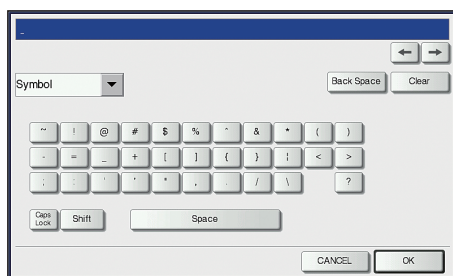 _
← →
Symbol Back Space Clear
~ ! @ # $ % ^ & * ( )
- = _ + [ ] { } ¦ < >
; : ' " , . / \ ?
Caps Lock Shift Space
CANCEL OK